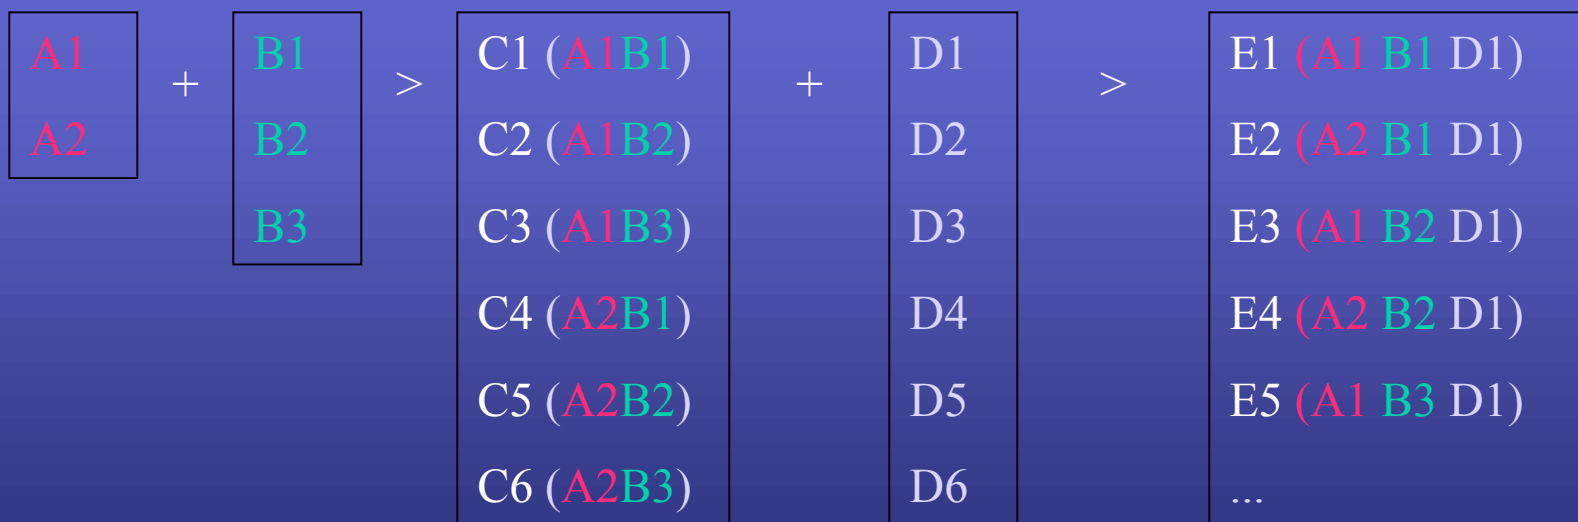 A1 + B1 > C1 (A1B1) + D1 > E1 (A1 B1 D1)
A2 B2 C2 (A1B2) D2 E2 (A2 B1 D1)
B3 C3 (A1B3) D3 E3 (A1 B2 D1)
C4 (A2B1) D4 E4 (A2 B2 D1)
C5 (A2B2) D5 E5 (A1 B3 D1)
C6 (A2B3) D6 ...